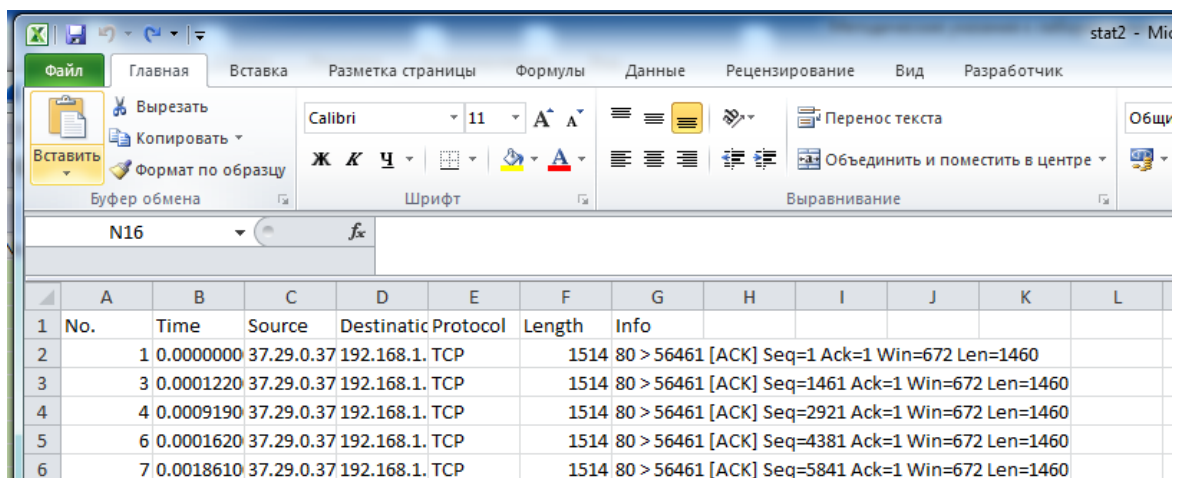 stat2 - Mic
Файл Главная Вставка Разметка страницы Формулы Данные Рецензирование Вид Разработчик
Вставить
Вырезать
Копировать
Формат по образцу
Буфер обмена
Calibri 11
Ж К Ч
Шрифт
Перенос текста
Объединить и поместить в центре
Выравнивание
Общи
N16 fx
A B C D E F G H I J K L
1 No. Time Source Destinatic Protocol Length Info
2 1 0.0000000 37.29.0.37 192.168.1. TCP 1514 80 > 56461 [ACK] Seq=1 Ack=1 Win=672 Len=1460
3 3 0.0001220 37.29.0.37 192.168.1. TCP 1514 80 > 56461 [ACK] Seq=1461 Ack=1 Win=672 Len=1460
4 4 0.0009190 37.29.0.37 192.168.1. TCP 1514 80 > 56461 [ACK] Seq=2921 Ack=1 Win=672 Len=1460
5 6 0.0001620 37.29.0.37 192.168.1. TCP 1514 80 > 56461 [ACK] Seq=4381 Ack=1 Win=672 Len=1460
6 7 0.0018610 37.29.0.37 192.168.1. TCP 1514 80 > 56461 [ACK] Seq=5841 Ack=1 Win=672 Len=1460